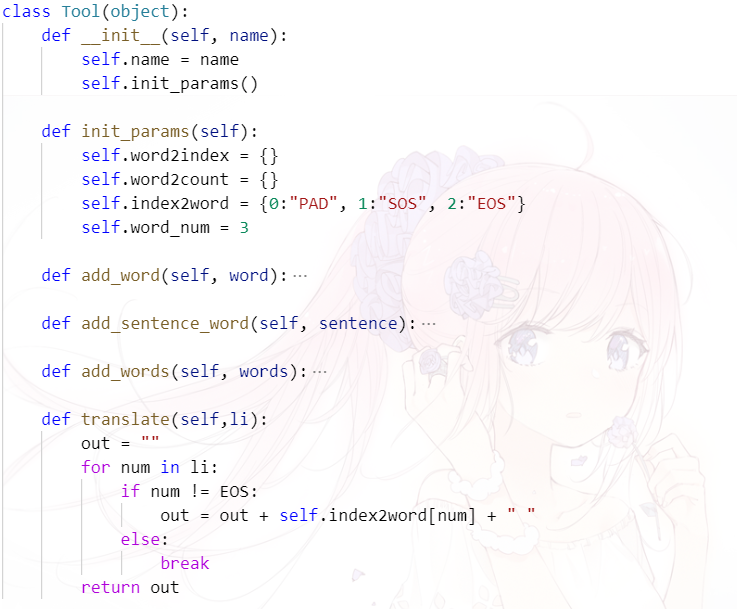 class Tool(object):
    def __init__(self, name):
        self.name = name
        self.init_params()
    def init_params(self):
        self.word2index = {}
        self.word2count = {}
        self.index2word = {0:"PAD", 1:"SOS", 2:"EOS"}
        self.word_num = 3
    def add_word(self, word):···
    def add_sentence_word(self, sentence):···
    def add_words(self, words):···
    def translate(self,li):
        out = ""
        for num in li:
            if num != EOS:
                out = out + self.index2word[num] + " "
            else:
                break
        return out